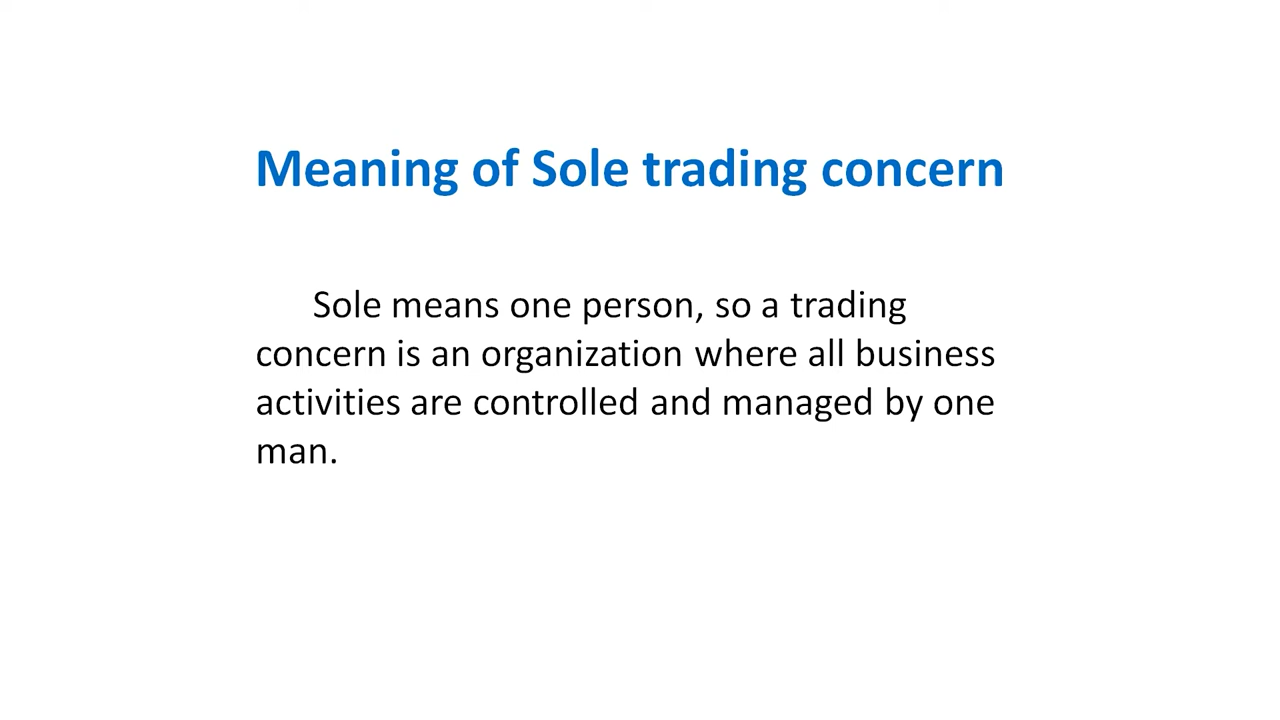 Meaning of Sole trading concern
Sole means one person, so a trading
concern is an organization where all business
activities are controlled and managed by one
man.